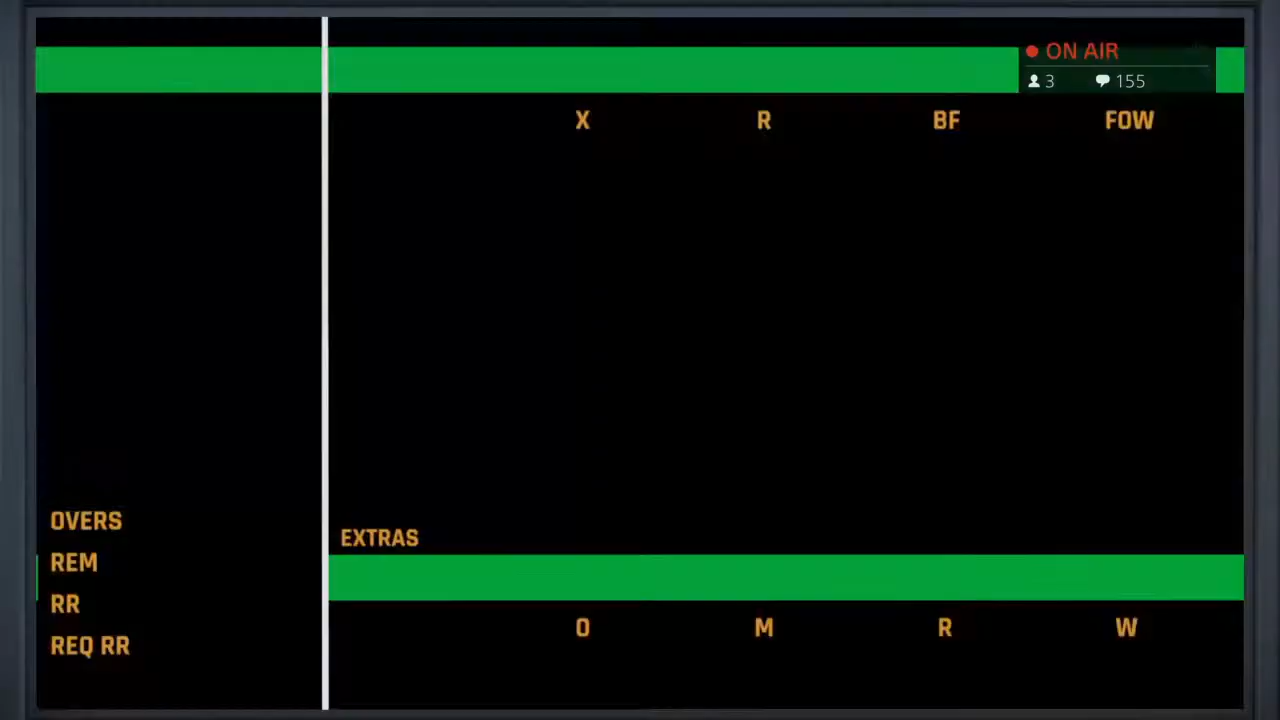 ON AIR
3 155
X R BF FOW
OVERS
EXTRAS
REM
RR
O M R W
REQ RR